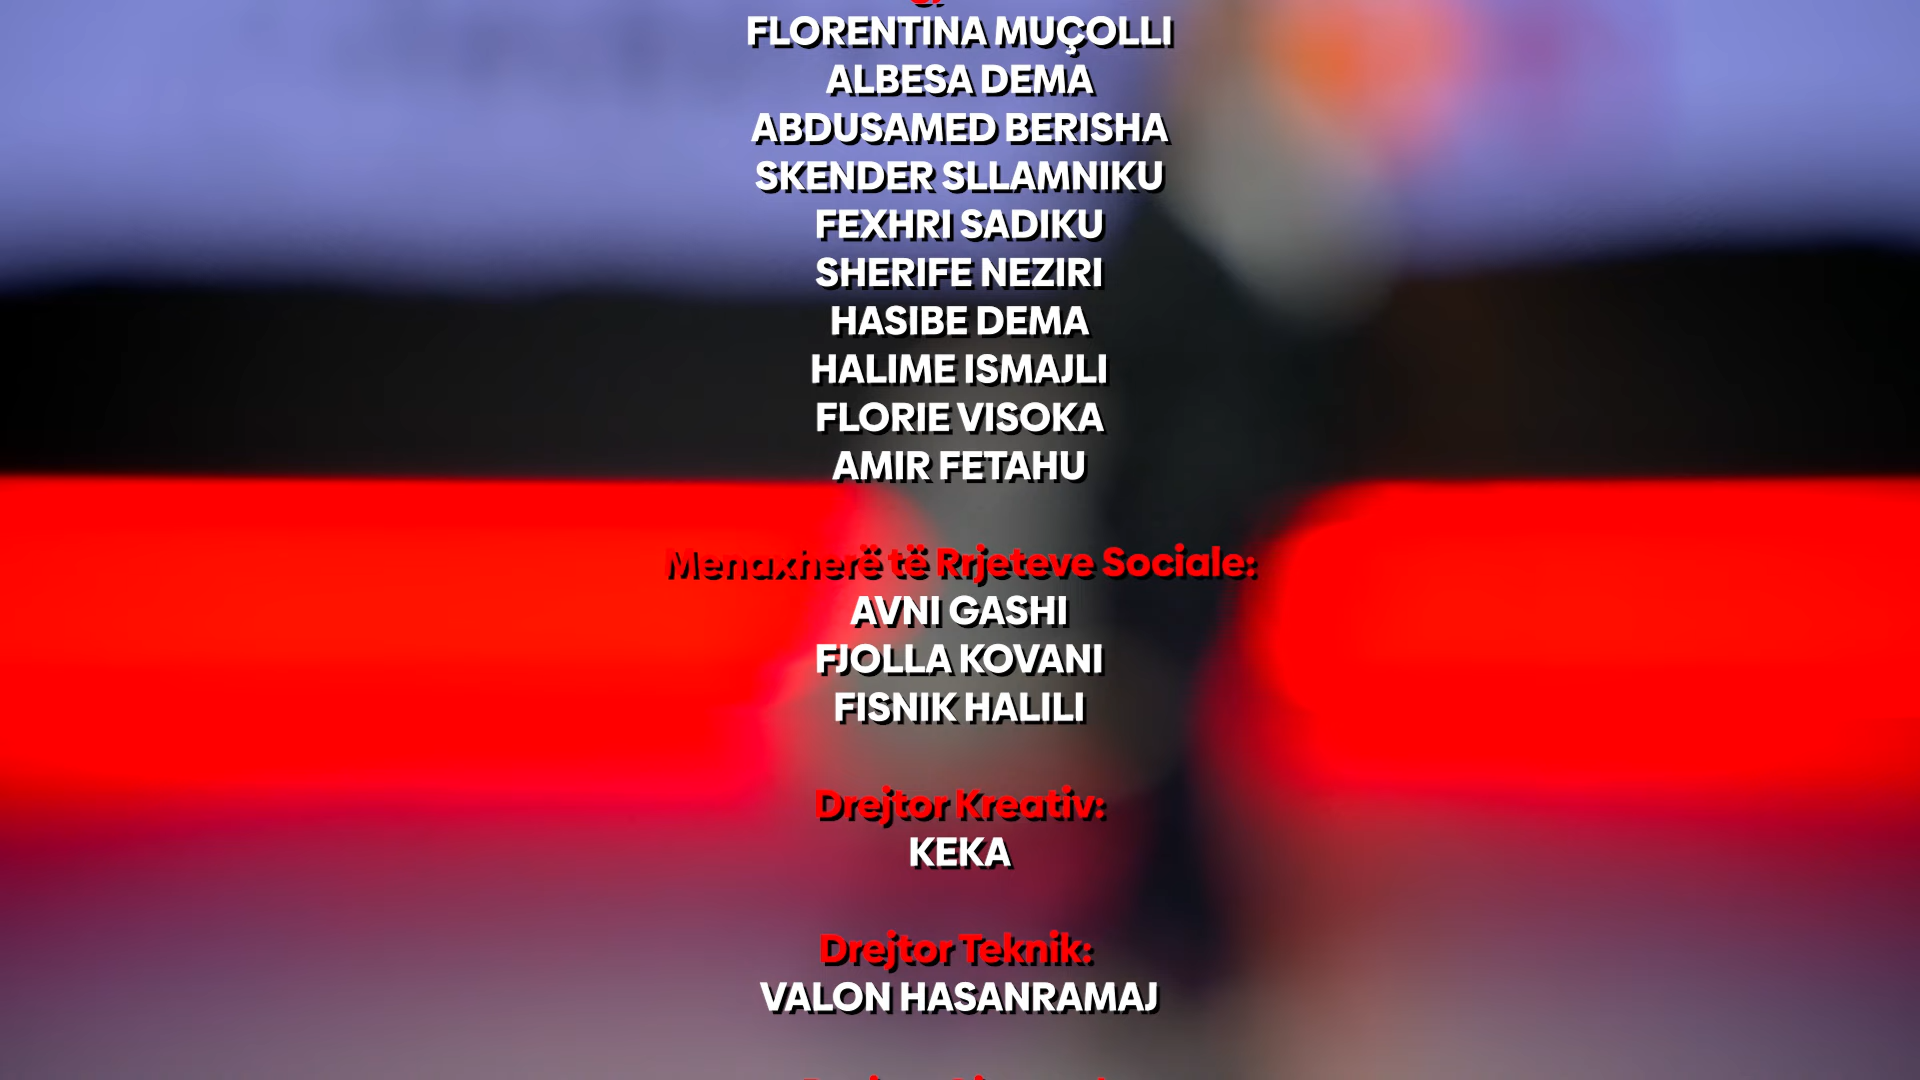 FLORENTINA MUÇOLLI
ALBESA DEMA
ABDUSAMED BERISHA
SKENDER SLLAMNIKU
FEXHRI SADIKU
SHERIFE NEZIRI
HASIBE DEMA
HALIME ISMAJLI
FLORIE VISOKA
AMIR FETAHU
Menaxherë të Rrjeteve Sociale:
AVNI GASHI
FJOLLA KOVANI
FISNIK HALILI
Drejtor Kreativ:
KEKA
Drejtor Teknik:
VALON HASANRAMAJ